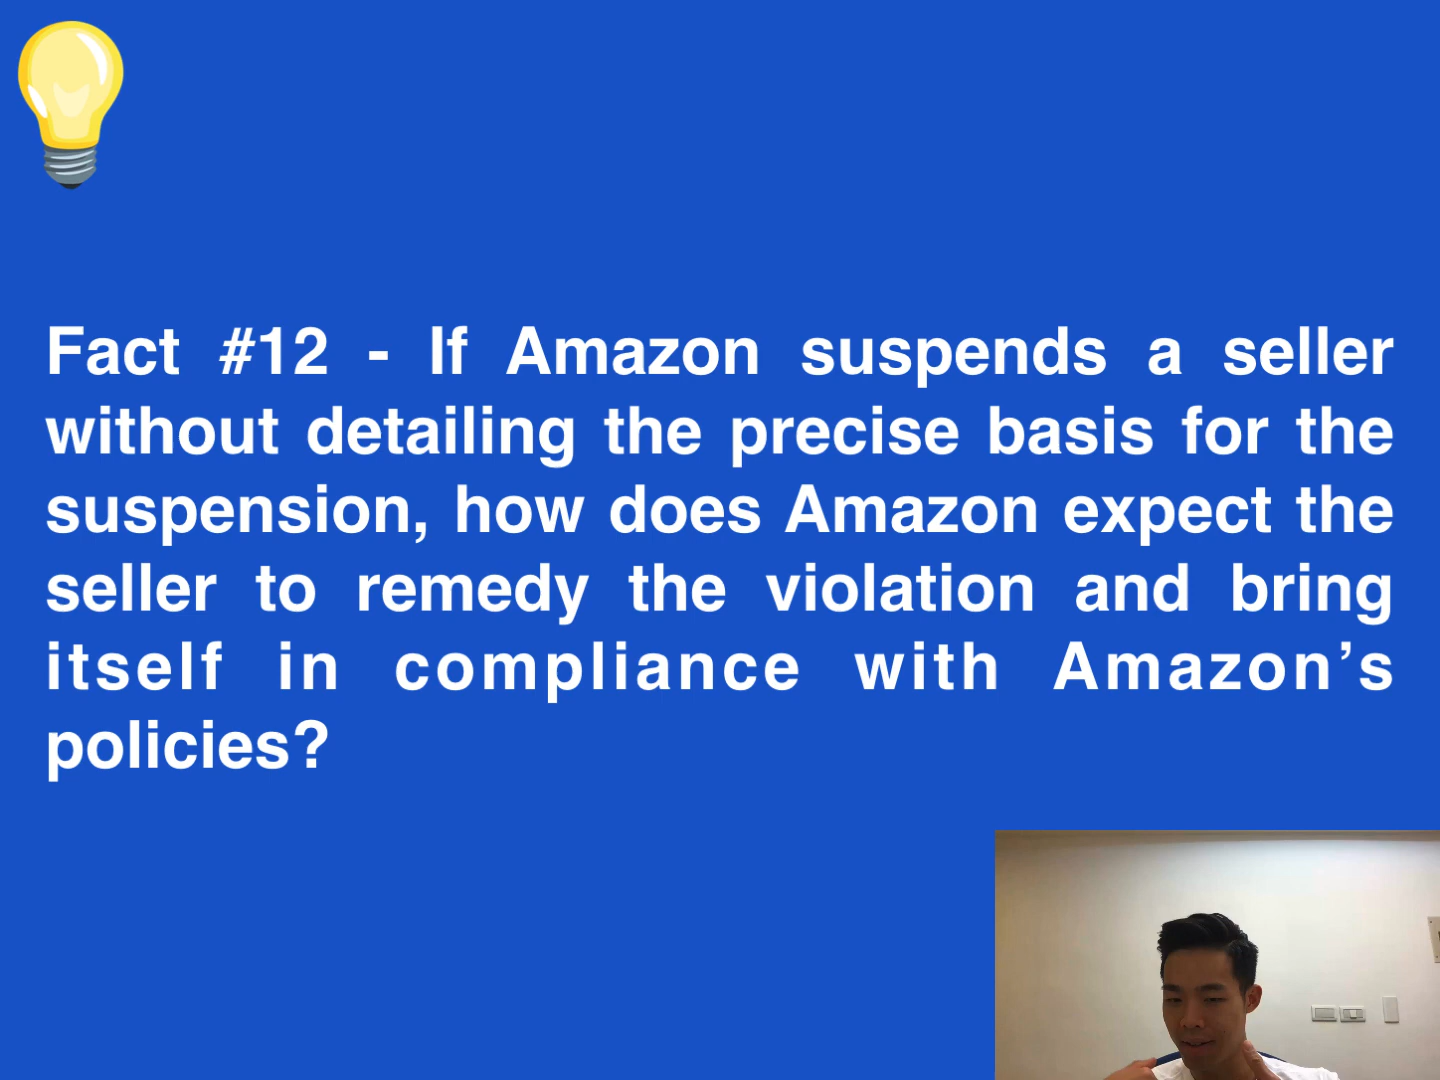 Fact #12 - If Amazon suspends a seller
without detailing the precise basis for the
suspension, how does Amazon expect the
seller to remedy the violation and bring
itself in compliance with Amazon’s
policies?